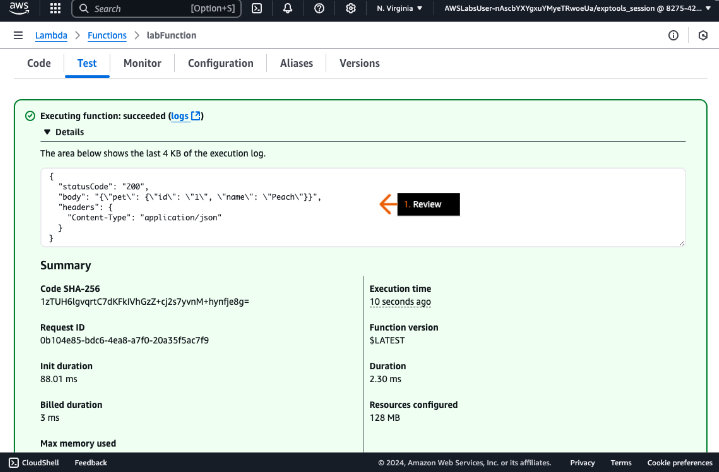 aws
Search [Option+S] N. Virginia ▼ AWSLabsUser-nAscbYXYgxuYMyeTRwoeUa/exptools_session @ 8275-42... ▼
Lambda > Functions > labFunction
Code Test Monitor Configuration Aliases Versions
Executing function: succeeded (logs)
▼ Details
The area below shows the last 4 KB of the execution log.
{
"statusCode": "200",
"body": "{\"pet\": {\"id\": \"1\", \"name\": \"Peach\"}}",
"headers": {
"Content-Type": "application/json"
}
}
1. Review
Summary
Code SHA-256
1zTUH6lgvqrtC7dKFkIVhGzZ+cj2s7yvnM+hynfje8g=
Execution time
10 seconds ago
Request ID
0b104e85-bdc6-4ea8-a7f0-20a35f5ac7f9
Function version
$LATEST
Init duration
88.01 ms
Duration
2.30 ms
Billed duration
3 ms
Resources configured
128 MB
Max memory used
CloudShell Feedback © 2024, Amazon Web Services, Inc. or its affiliates. Privacy Terms Cookie preferences